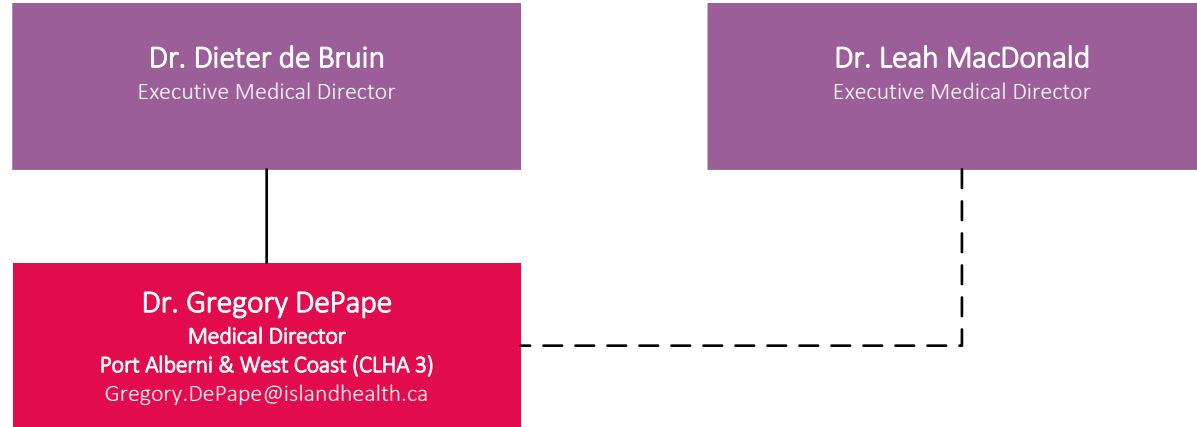 Dr. Dieter de Bruin
Executive Medical Director
Dr. Leah MacDonald
Executive Medical Director
Dr. Gregory DePape
Medical Director
Port Alberni & West Coast (CLHA 3)
Gregory.DePape@islandhealth.ca